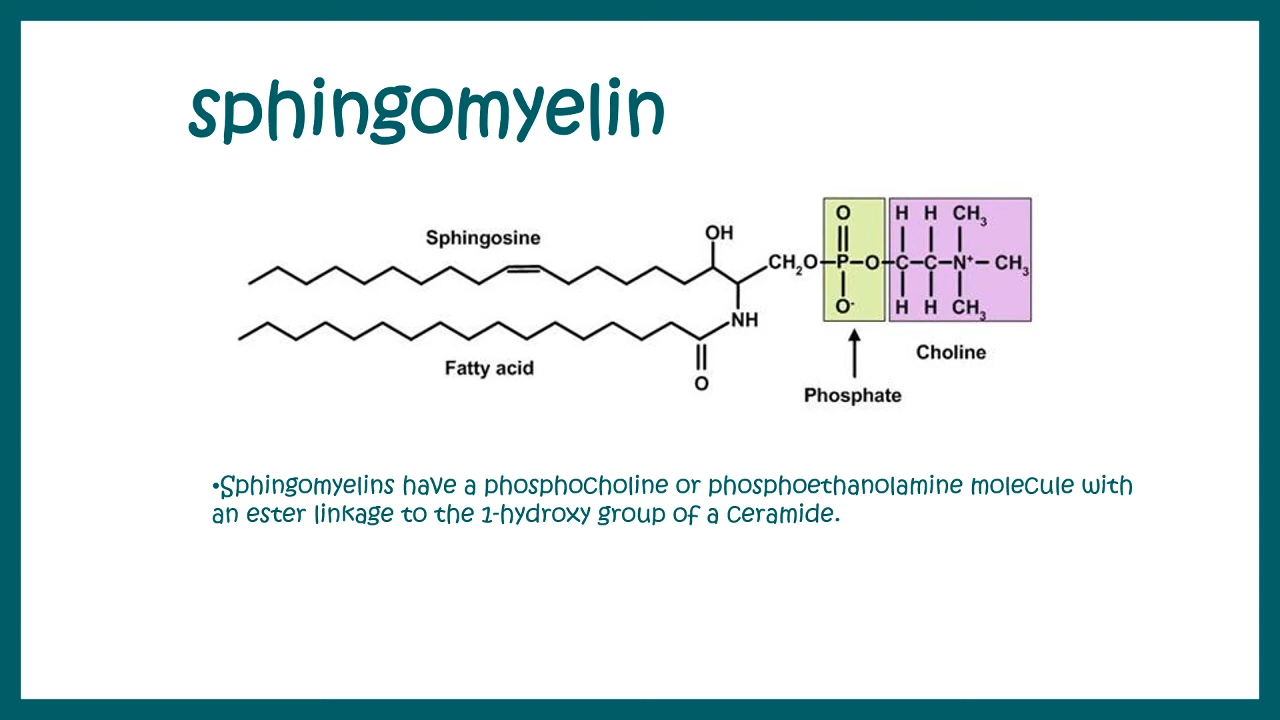 sphingomyelin
Sphingosine
OH
CH₂O
O
P
O
O⁻
H H CH₃
C C N⁺ CH₃
H H CH₃
NH
O
Fatty acid
Choline
Phosphate
•Sphingomyelins have a phosphocholine or phosphoethanolamine molecule with
an ester linkage to the 1-hydroxy group of a ceramide.